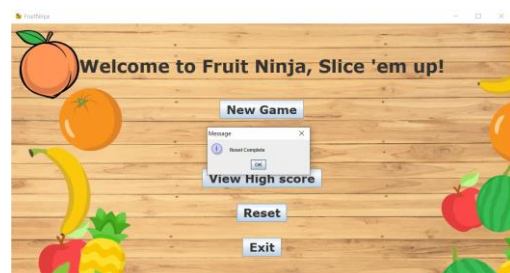 FruitNinja
Welcome to Fruit Ninja, Slice 'em up!
New Game
Message
Reset Complete
OK
View High score
Reset
Exit